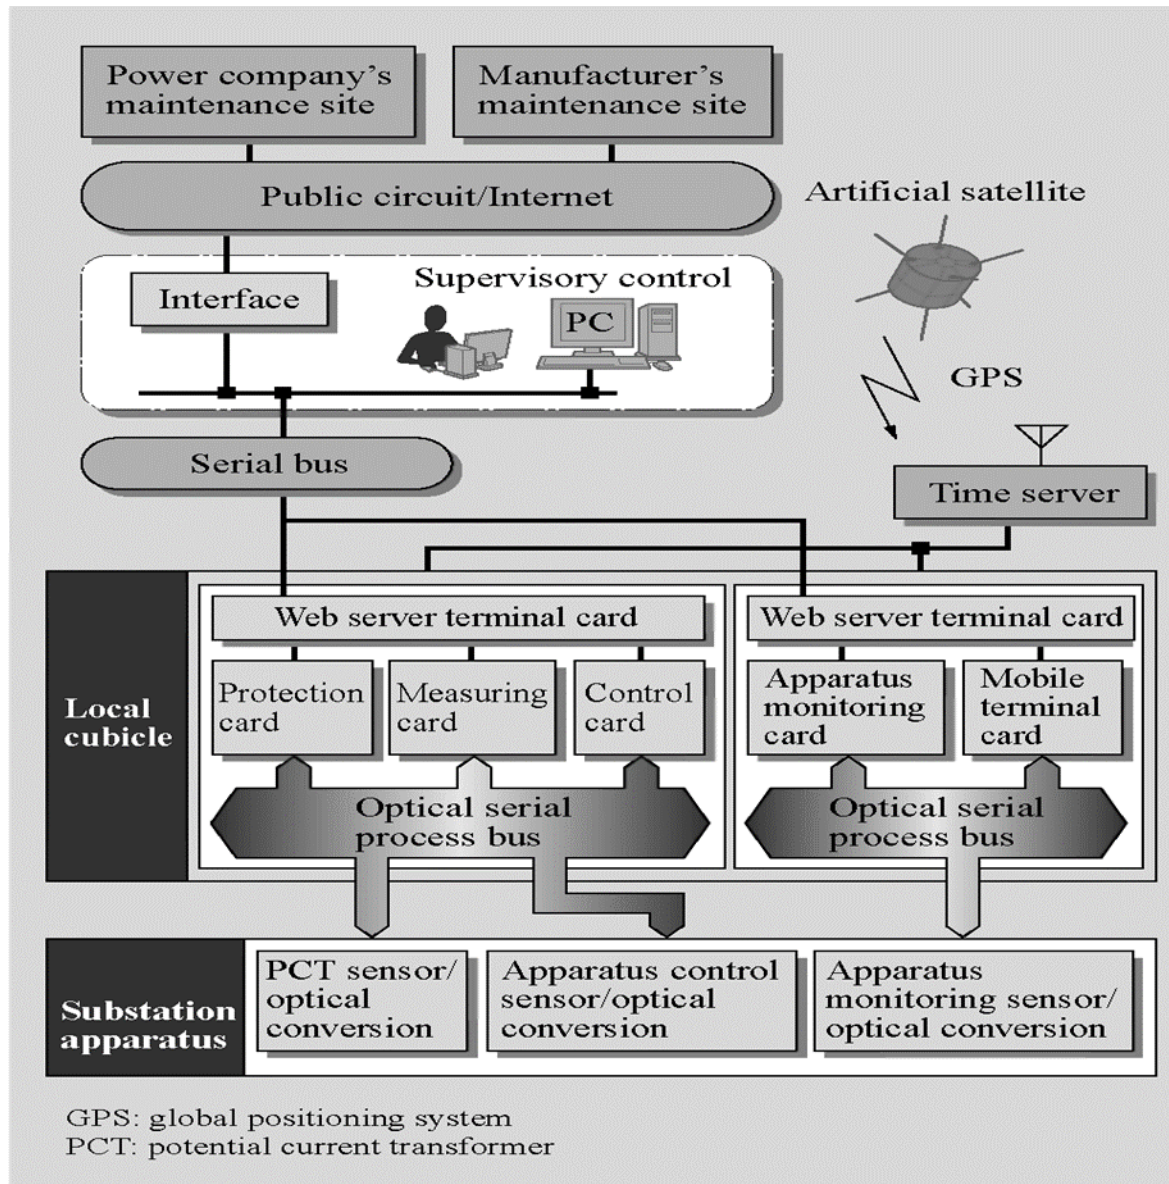 Power company's
maintenance site
Manufacturer's
maintenance site
Public circuit/Internet
Artificial satellite
Supervisory control
Interface
PC
GPS
Serial bus
Time server
Local
cubicle
Web server terminal card
Protection
card
Measuring
card
Control
card
Optical serial
process bus
Web server terminal card
Apparatus
monitoring
card
Mobile
terminal
card
Optical serial
process bus
Substation
apparatus
PCT sensor/
optical
conversion
Apparatus control
sensor/optical
conversion
Apparatus
monitoring sensor/
optical conversion
GPS: global positioning system
PCT: potential current transformer